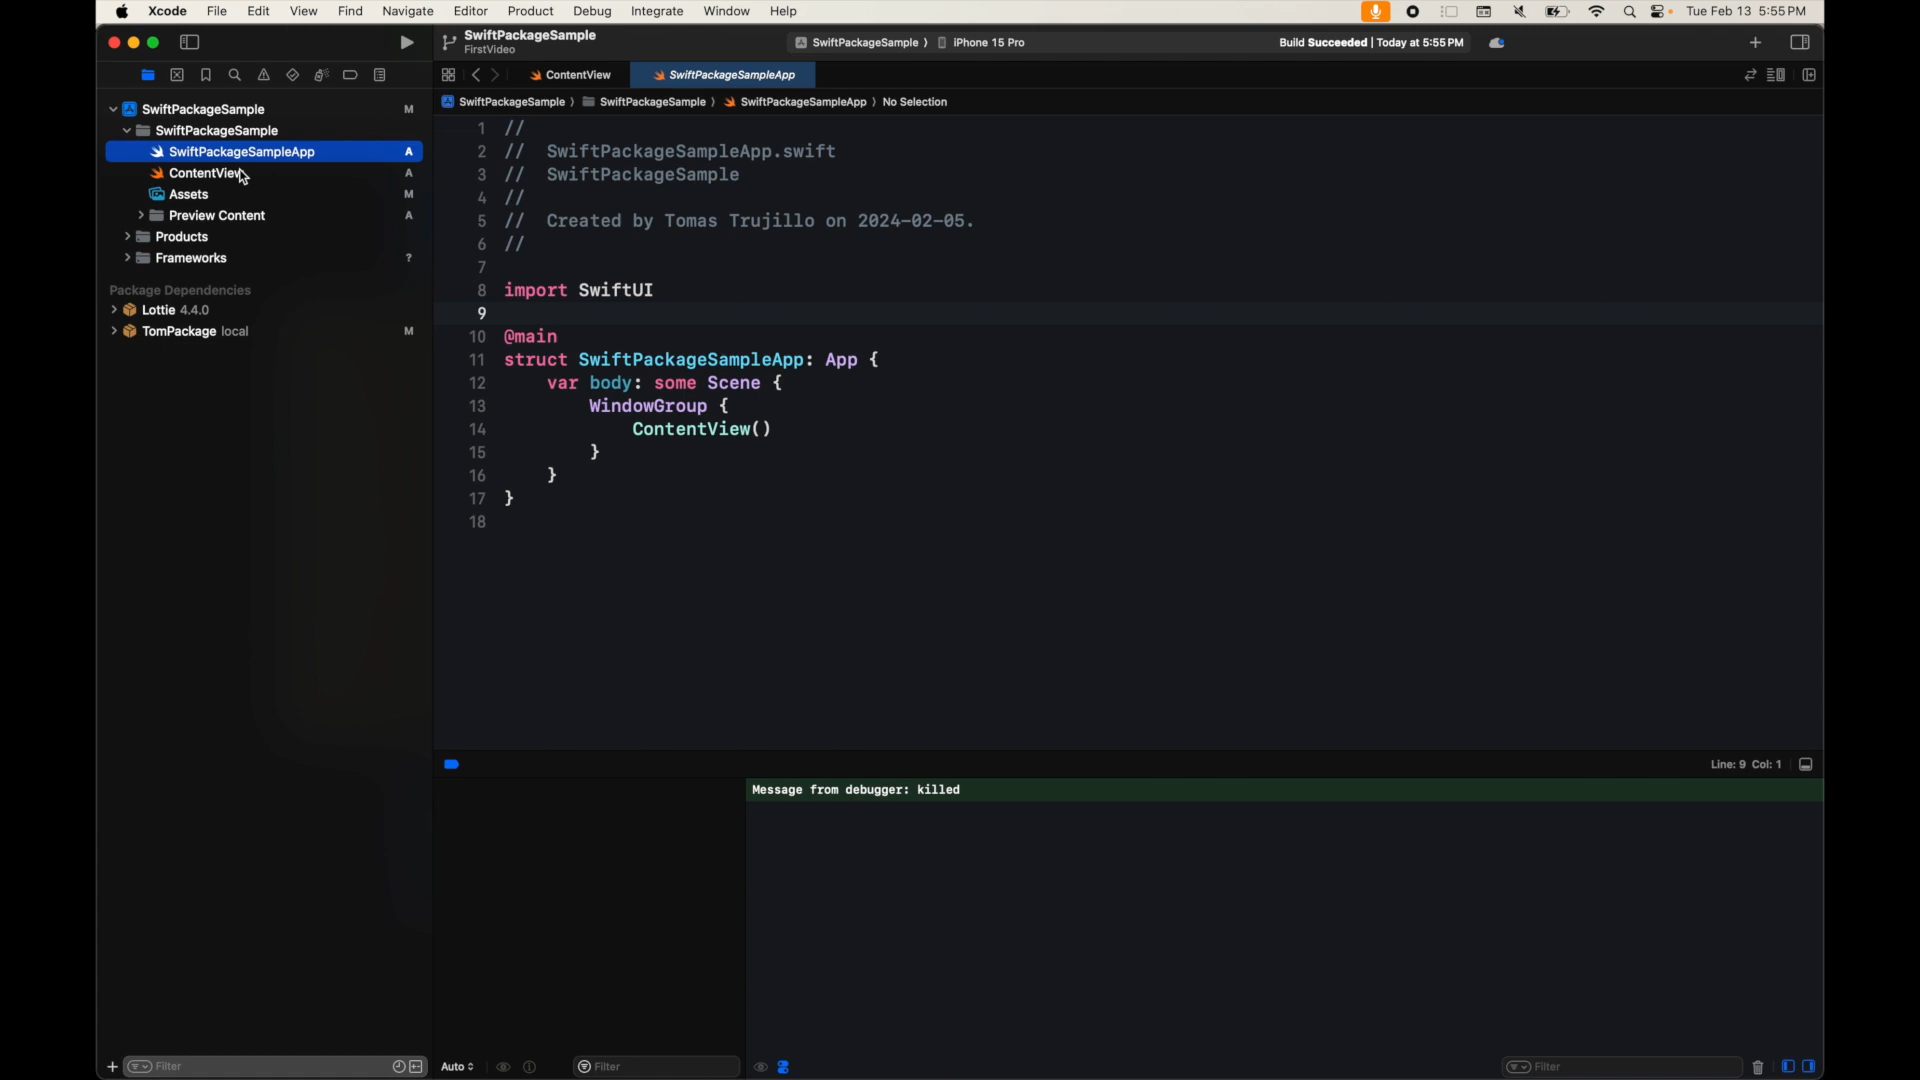 Xcode File Edit View Find Navigate Editor Product Debug Integrate Window Help Tue Feb 13 5:55 PM
SwiftPackageSample
FirstVideo
SwiftPackageSample 〉 iPhone 15 Pro
Build Succeeded | Today at 5:55 PM
ContentView
SwiftPackageSampleApp
SwiftPackageSample 〉 SwiftPackageSample 〉 SwiftPackageSampleApp 〉 No Selection
SwiftPackageSample M
SwiftPackageSample
SwiftPackageSampleApp A
ContentView A
Assets M
Preview Content A
Products
Frameworks ?
Package Dependencies
Lottie 4.4.0
TomPackage local M
1 //
2 //  SwiftPackageSampleApp.swift
3 //  SwiftPackageSample
4 //
5 //  Created by Tomas Trujillo on 2024-02-05.
6 //
7
8 import SwiftUI
9
10 @main
11 struct SwiftPackageSampleApp: App {
12     var body: some Scene {
13         WindowGroup {
14             ContentView()
15         }
16     }
17 }
18
Line: 9 Col: 1
Message from debugger: killed
Filter
Auto
Filter
Filter